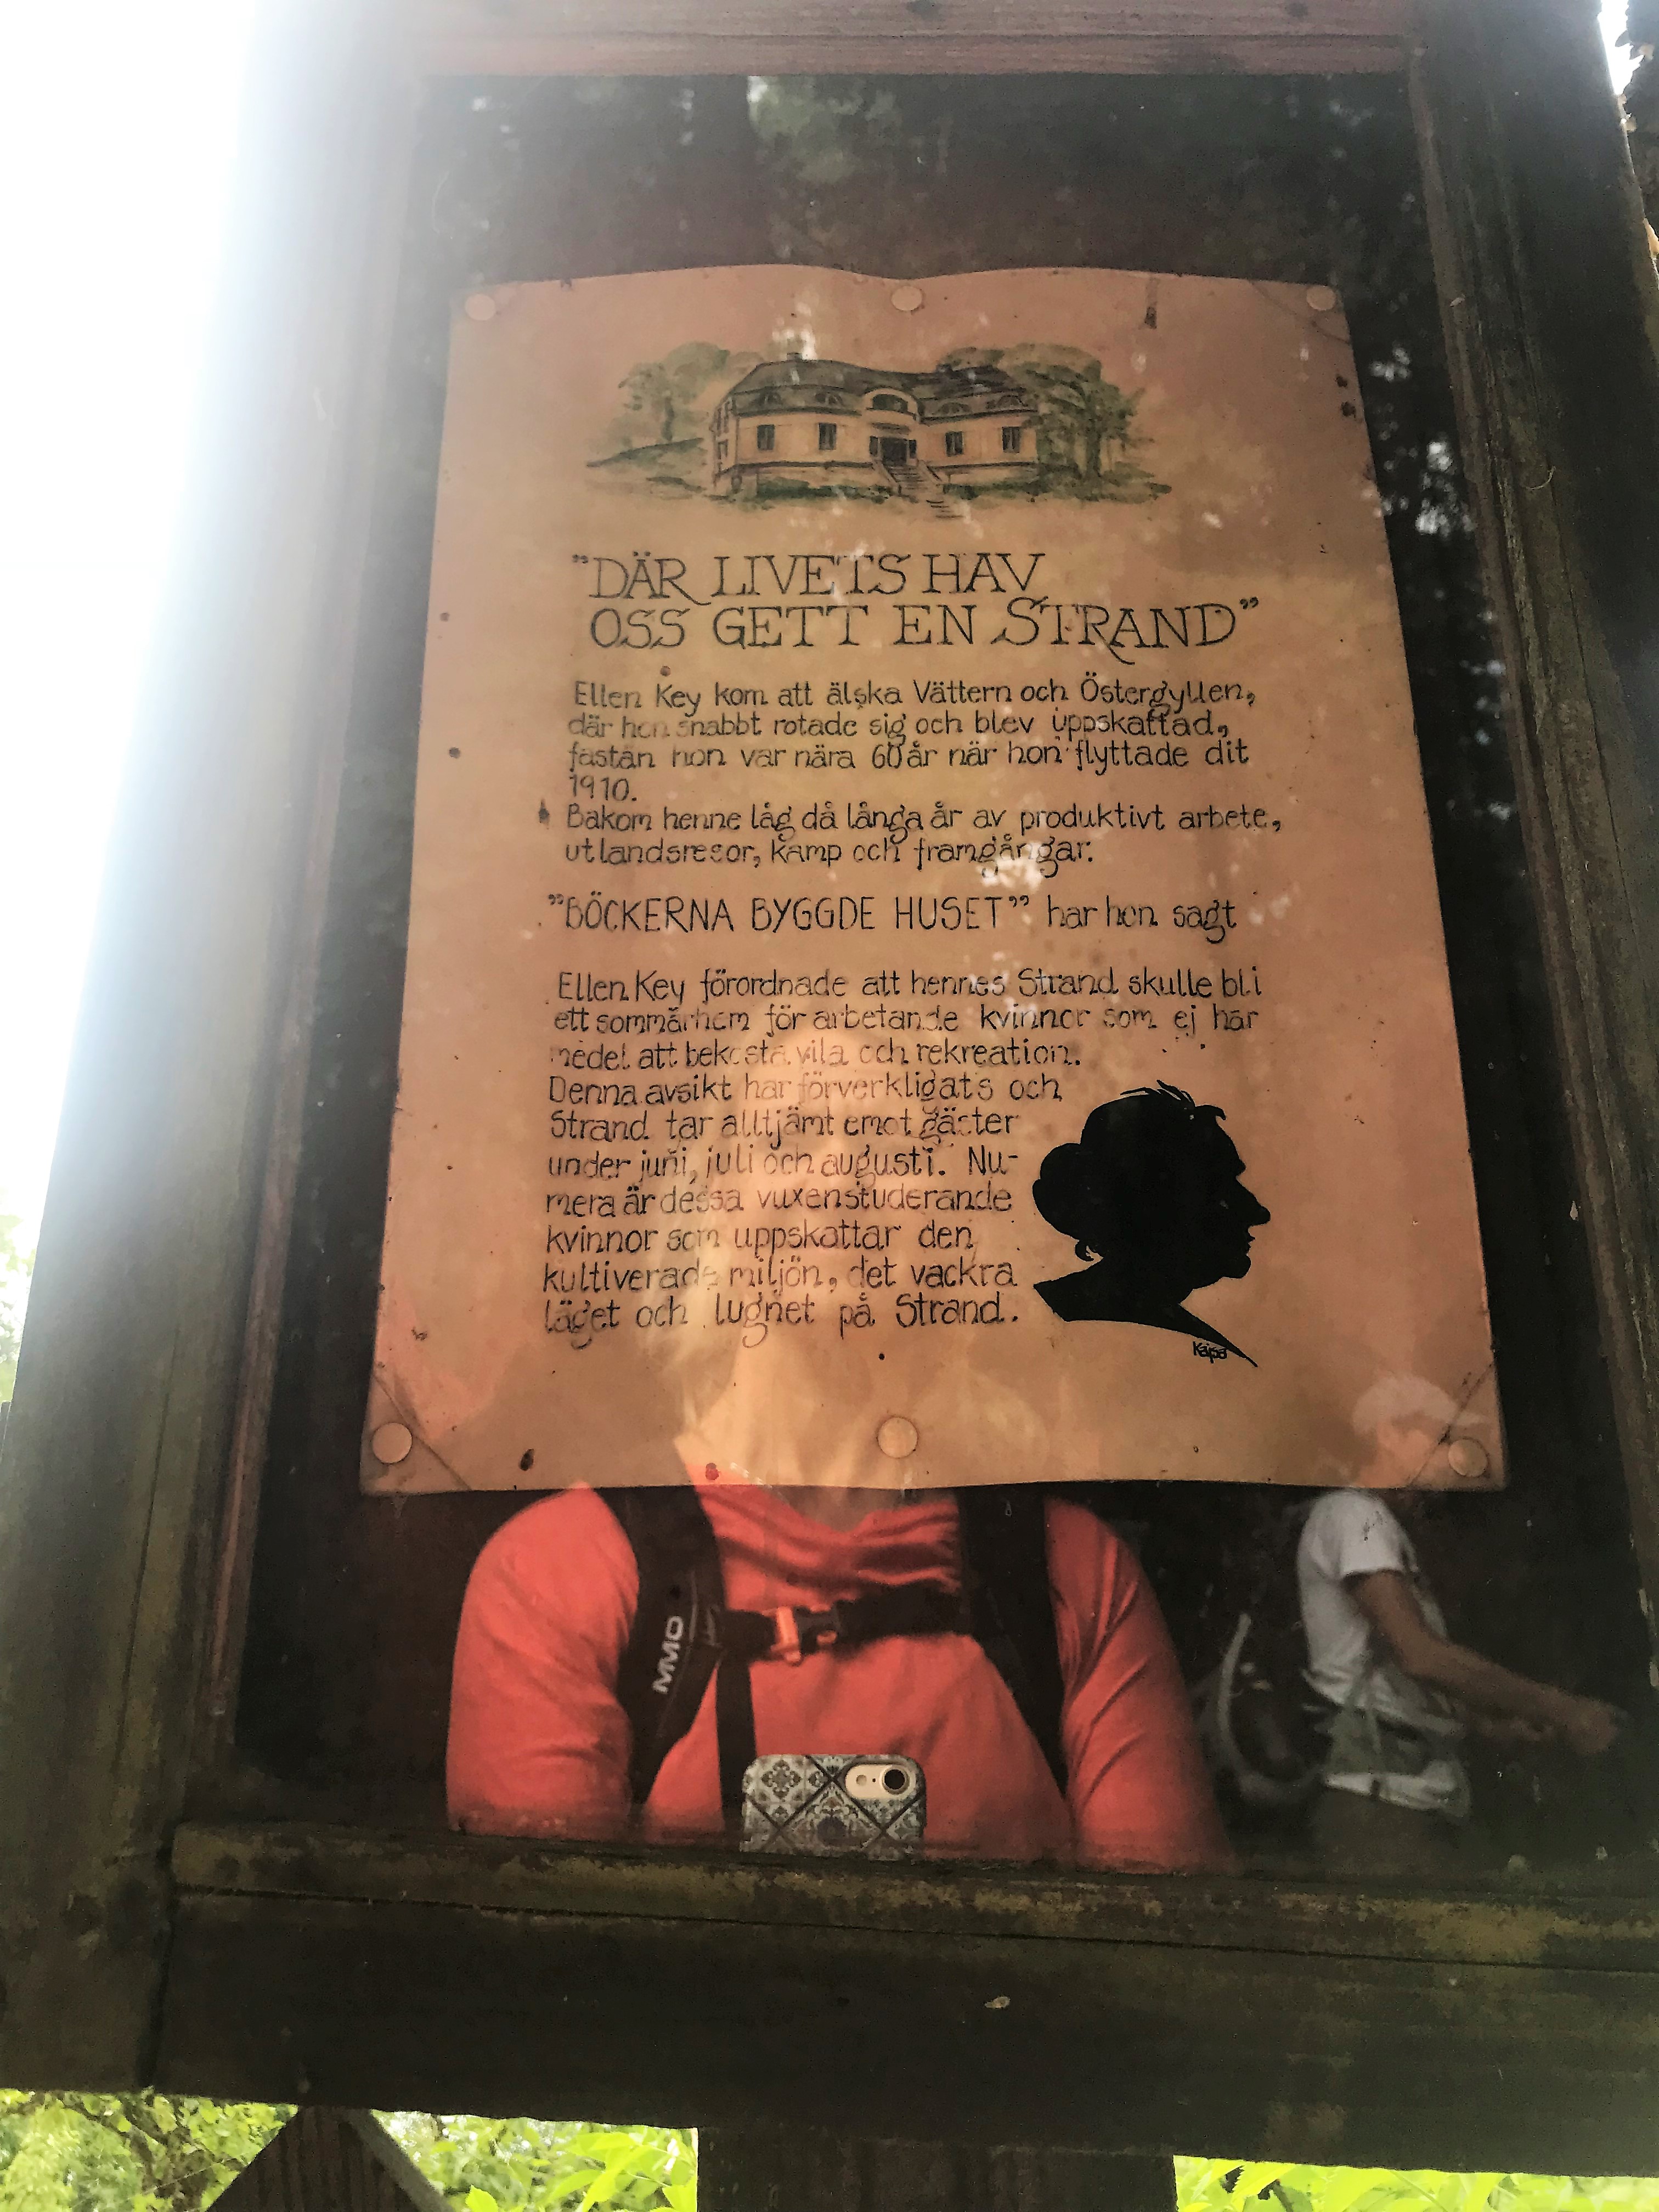 "DÄR LIVETS HAV
OSS GETT EN STRAND"
Ellen Key kom att älska Vättern och Östergyllen,
där hon snabbt rotade sig och blev uppskattad,
fastän hon var nära 60 år när hon flyttade dit
1910.
Bakom henne låg då långa år av produktivt arbete,
utlandsresor, kamp och framgångar.
"BÖCKERNA BYGGDE HUSET" har hon sagt
Ellen Key förordnade att hennes Strand skulle bli
ett sommarhem för arbetande kvinnor som ej har
medel att bekosta vila och rekreation.
Denna avsikt har förverkligats och
Strand tar alltjämt emot gäster
under juni, juli och augusti. Nu-
mera är dessa vuxenstuderande
kvinnor som uppskattar den
kultiverade miljön, det vackra
läget och lugnet på Strand.
Kajsa
OMM